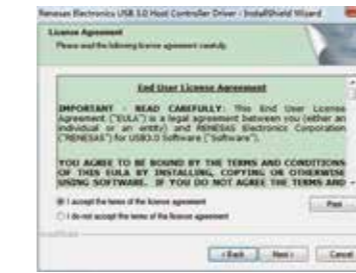 Renesas Electronics USB 3.0 Host Controller Driver - InstallShield Wizard
License Agreement
Please read the following license agreement carefully.
End User License Agreement
IMPORTANT - READ CAREFULLY: This End User License
Agreement ("EULA") is a legal agreement between you (either an
individual or an entity) and RENESAS Electronics Corporation
("RENESAS") for USB3.0 Software ("Software").
YOU AGREE TO BE BOUND BY THE TERMS AND CONDITIONS
OF THIS EULA BY INSTALLING, COPYING OR OTHERWISE
USING SOFTWARE. IF YOU DO NOT AGREE THE TERMS AND
I accept the terms of the license agreement
I do not accept the terms of the license agreement
Print
InstallShield
< Back
Next >
Cancel